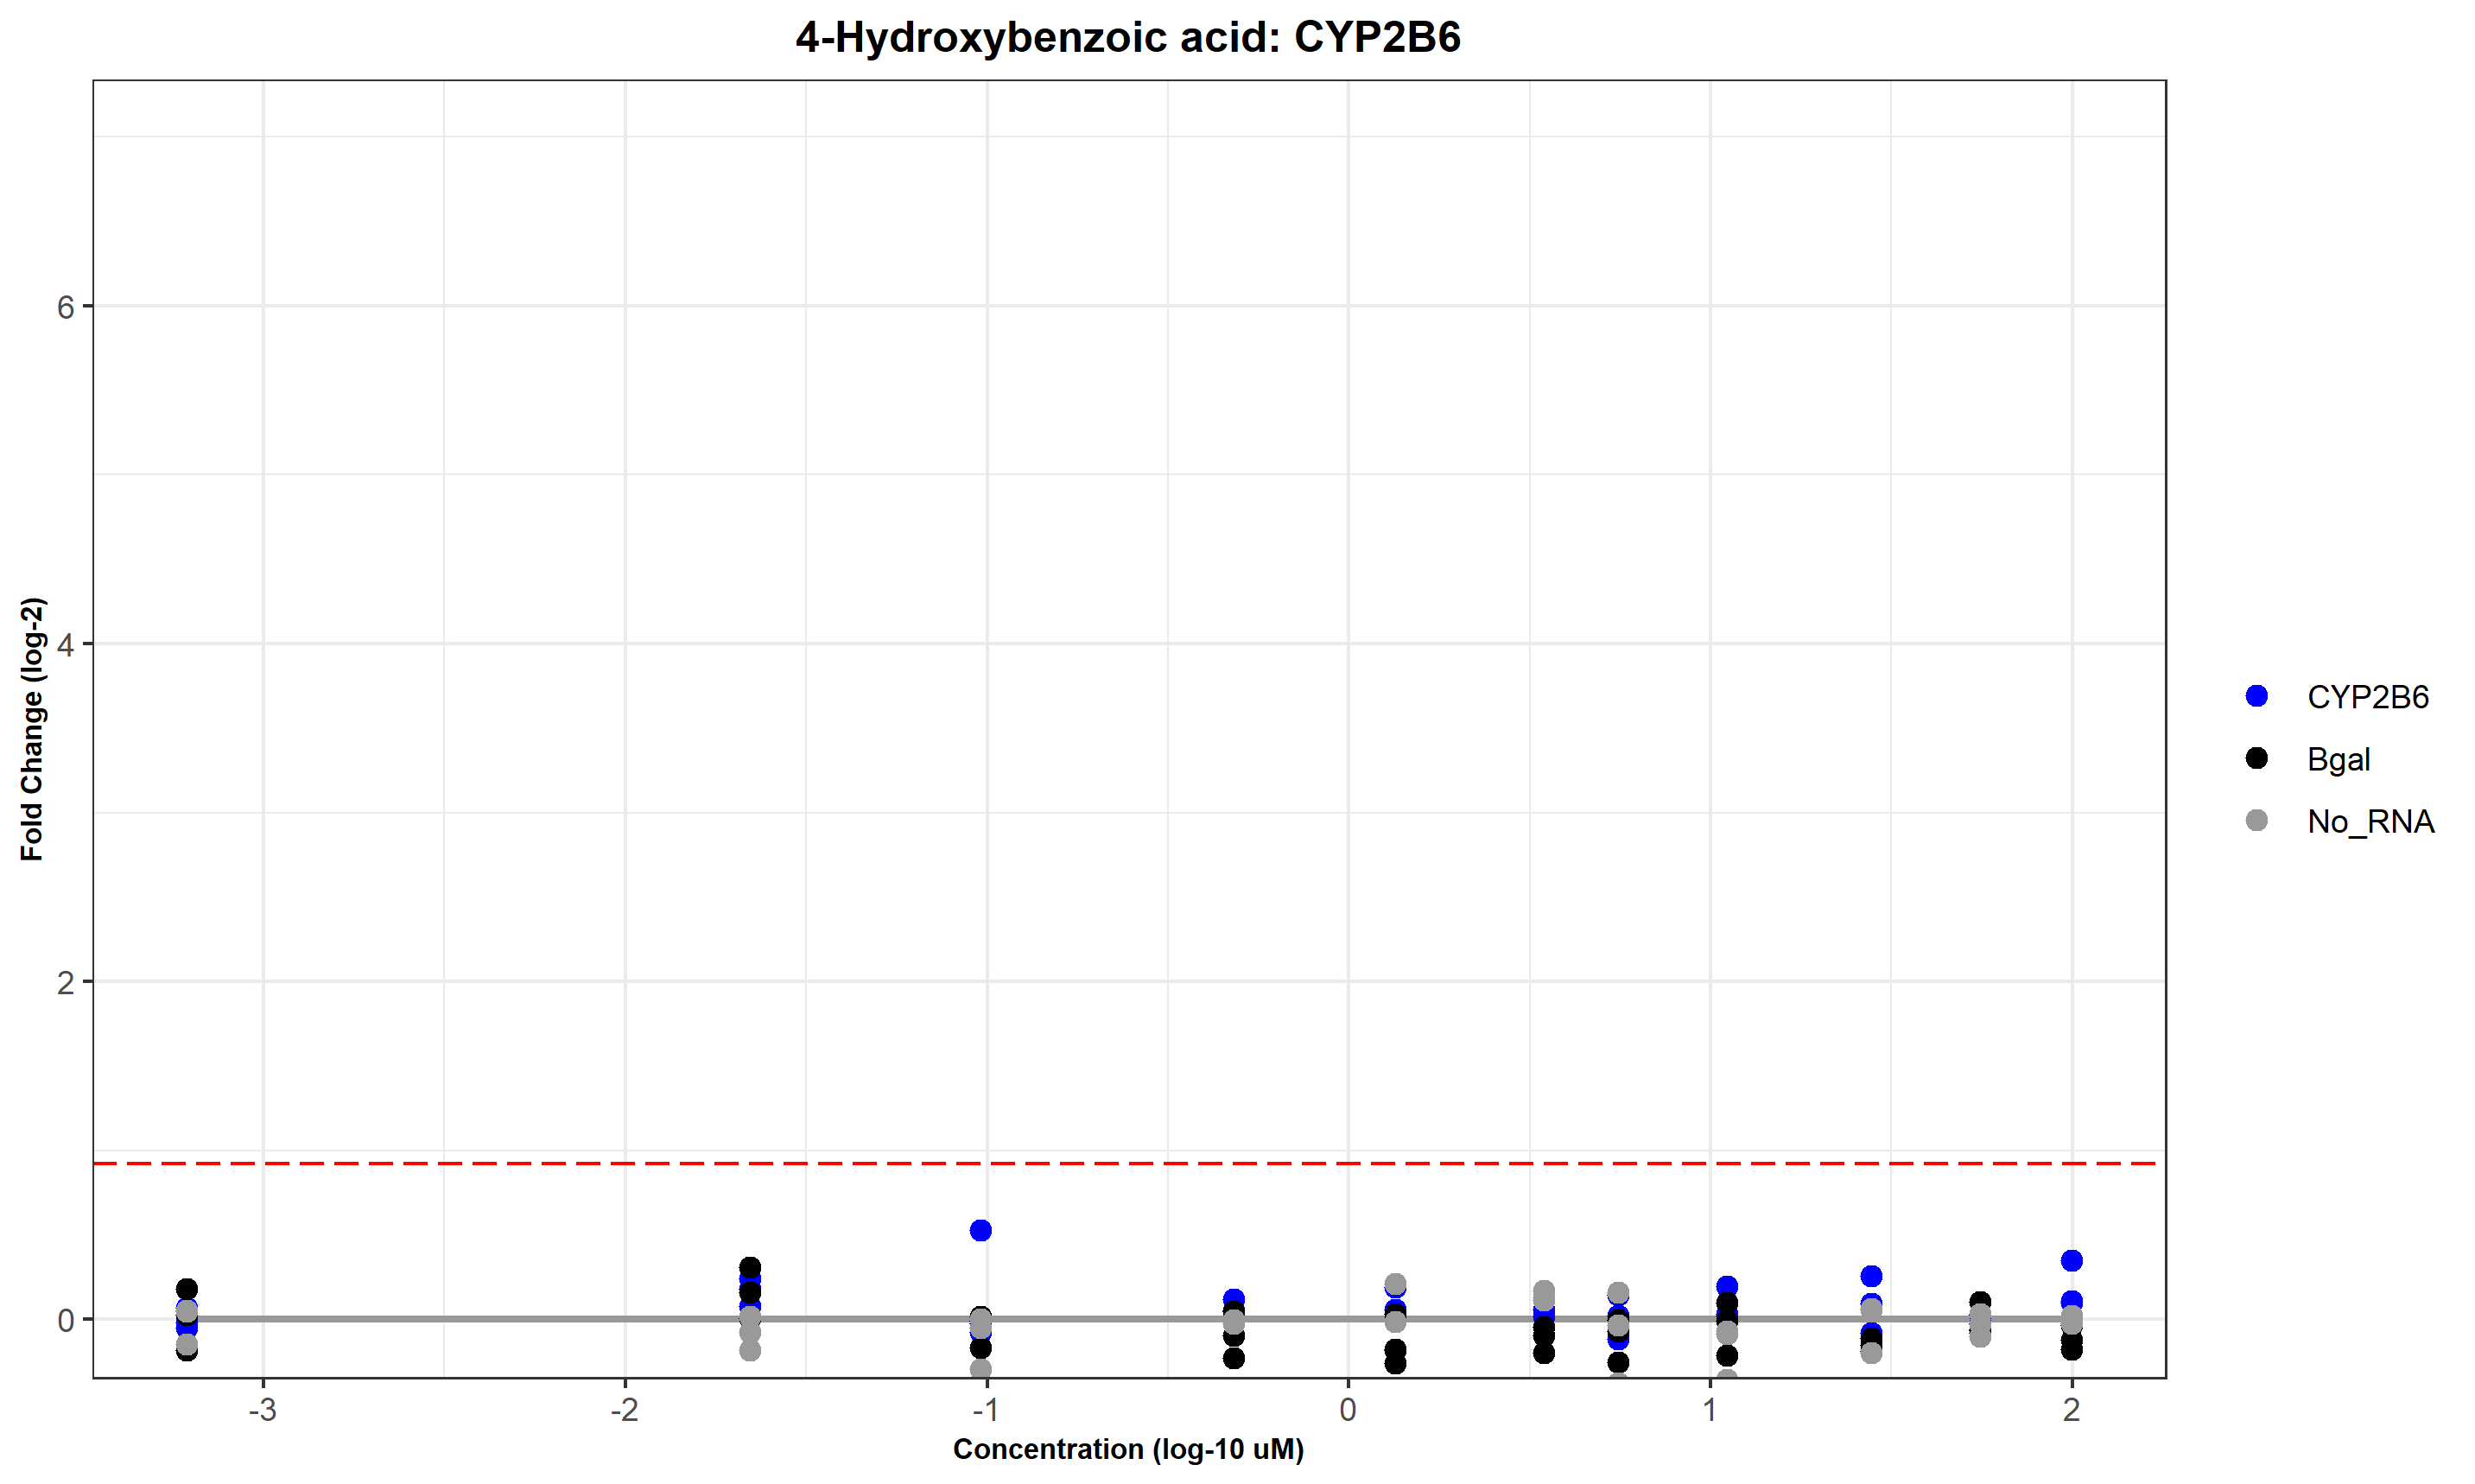 4-Hydroxybenzoic acid: CYP2B6
Fold Change (log-2)
6
4
2
0
-3
-2
-1
0
1
2
Concentration (log-10 uM)
CYP2B6
Bgal
No_RNA